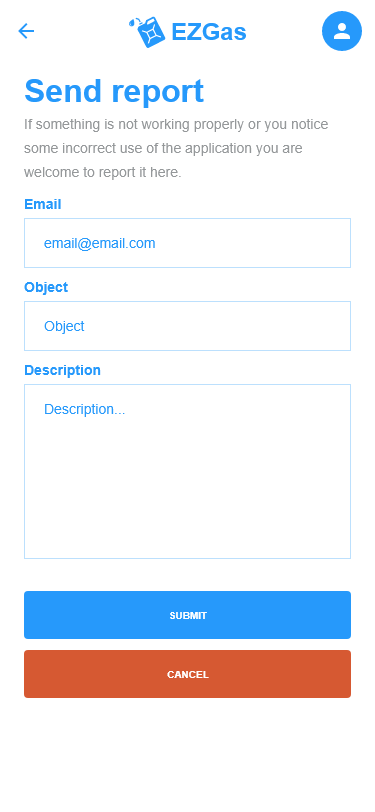 EZGas
Send report
If something is not working properly or you notice
some incorrect use of the application you are
welcome to report it here.
Email
email@email.com
Object
Object
Description
Description...
SUBMIT
CANCEL